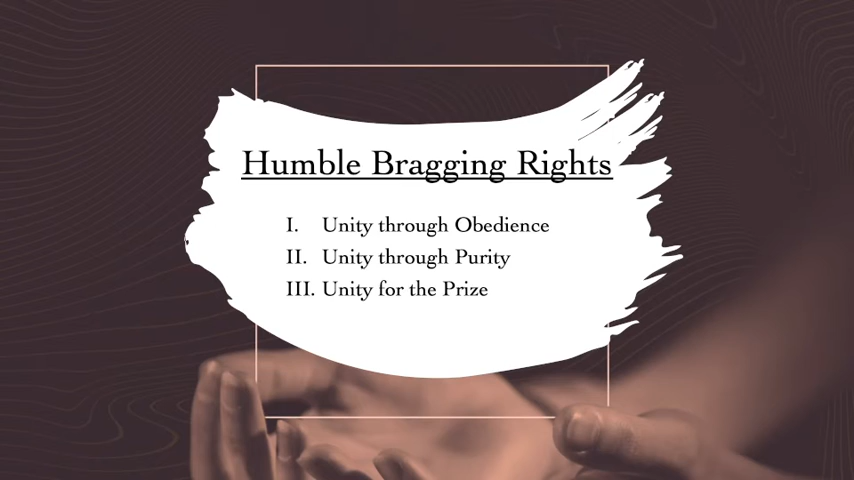 Humble Bragging Rights
I. Unity through Obedience
II. Unity through Purity
III. Unity for the Prize